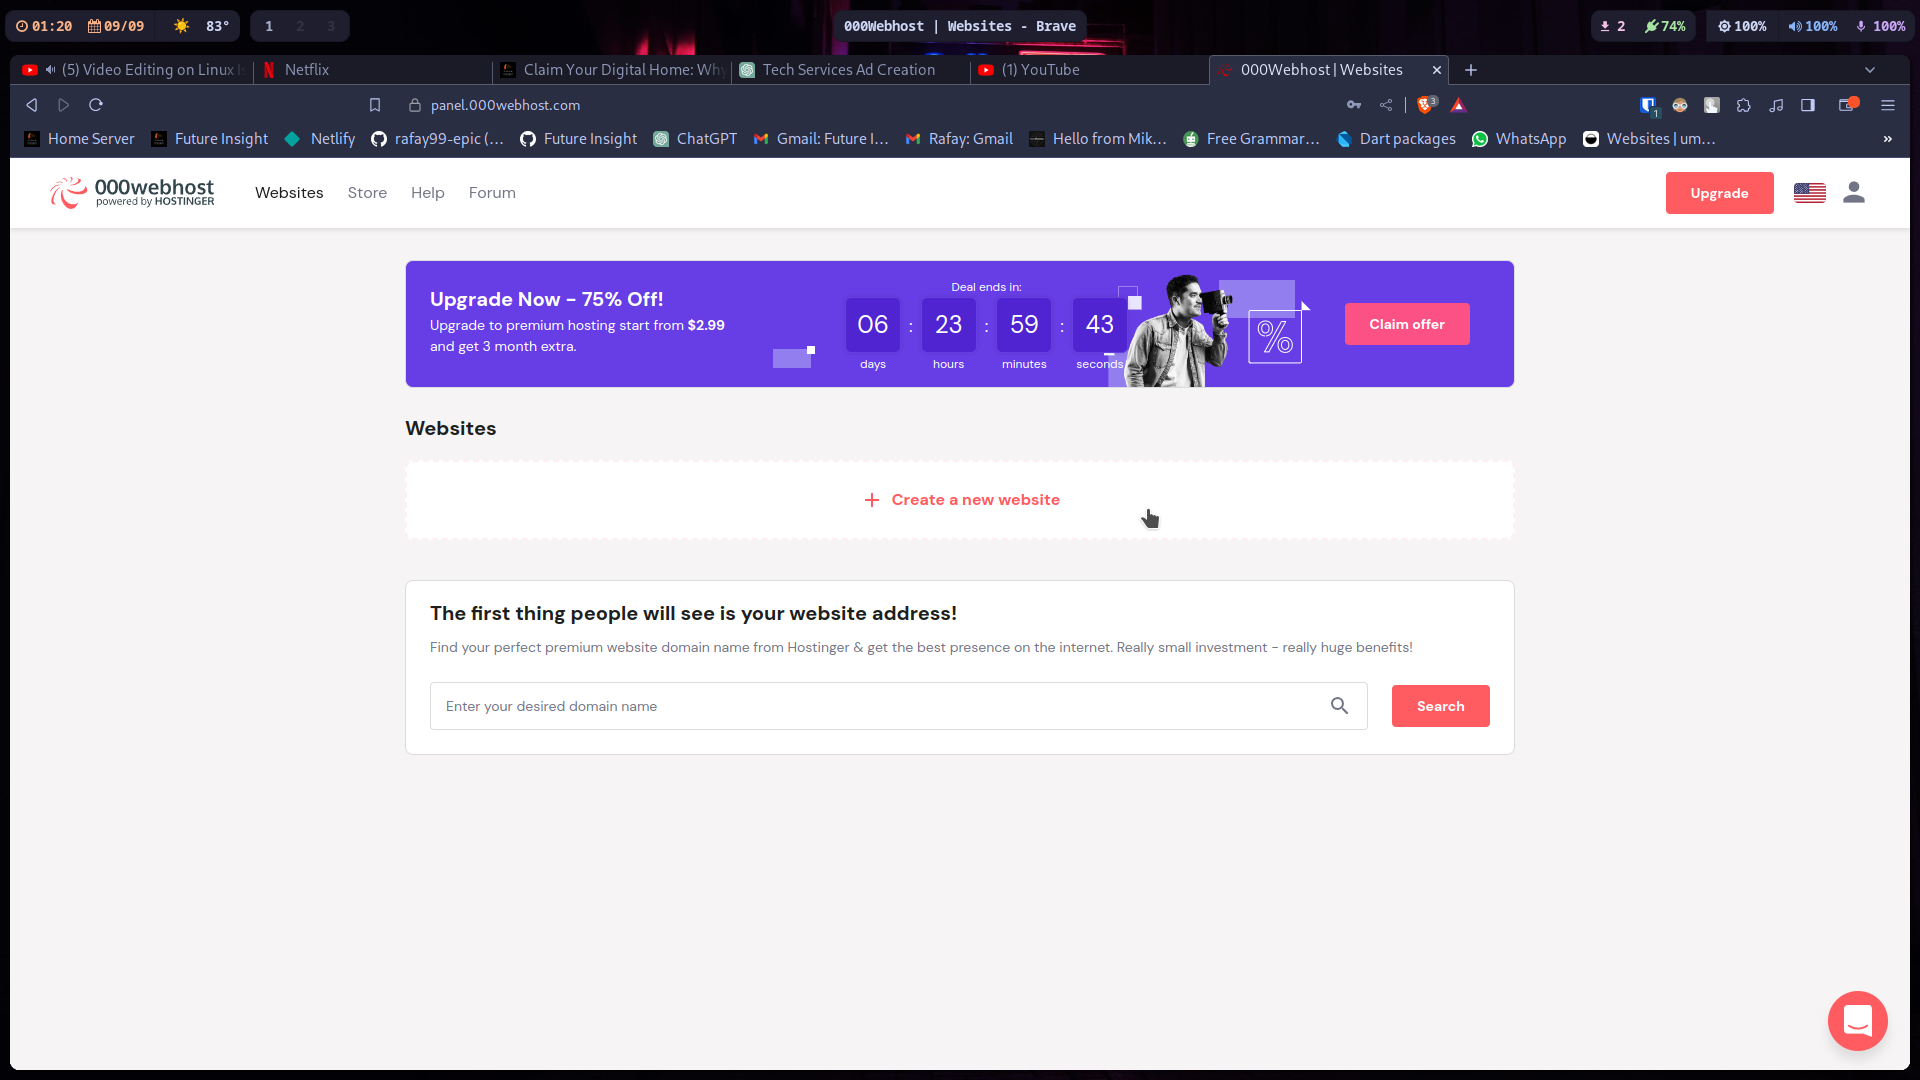 01:20 09/09 83° 1 2 3
000Webhost | Websites - Brave
2 74% 100% 100% 100%
(5) Video Editing on Linux
Netflix
Claim Your Digital Home: Why
Tech Services Ad Creation
(1) YouTube
000Webhost | Websites
panel.000webhost.com
3
1
Home Server
Future Insight
Netlify
rafay99-epic (...
Future Insight
ChatGPT
Gmail: Future I...
Rafay: Gmail
Hello from Mik...
Free Grammar...
Dart packages
WhatsApp
Websites | um...
»
000webhost
powered by HOSTINGER
Websites
Store
Help
Forum
Upgrade
Upgrade Now - 75% Off!
Upgrade to premium hosting start from $2.99
and get 3 month extra.
Deal ends in:
06 : 23 : 59 : 43
days hours minutes seconds
%
Claim offer
Websites
+ Create a new website
The first thing people will see is your website address!
Find your perfect premium website domain name from Hostinger & get the best presence on the internet. Really small investment - really huge benefits!
Enter your desired domain name
Search